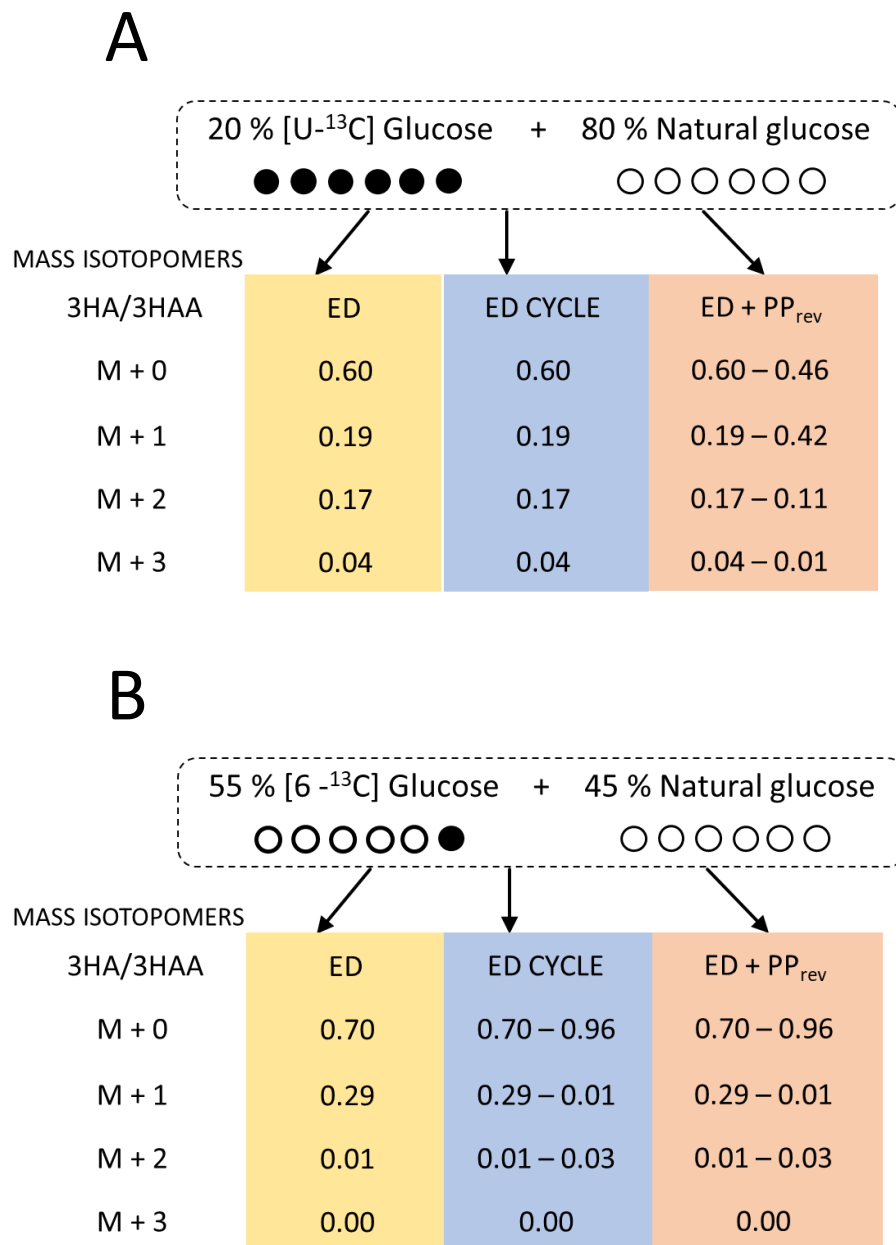 A
20 % [U-¹³C] Glucose + 80 % Natural glucose
MASS ISOTOPOMERS
3HA/3HAA ED ED CYCLE ED + PPrev
M + 0 0.60 0.60 0.60 – 0.46
M + 1 0.19 0.19 0.19 – 0.42
M + 2 0.17 0.17 0.17 – 0.11
M + 3 0.04 0.04 0.04 – 0.01
B
55 % [6 -¹³C] Glucose + 45 % Natural glucose
MASS ISOTOPOMERS
3HA/3HAA ED ED CYCLE ED + PPrev
M + 0 0.70 0.70 – 0.96 0.70 – 0.96
M + 1 0.29 0.29 – 0.01 0.29 – 0.01
M + 2 0.01 0.01 – 0.03 0.01 – 0.03
M + 3 0.00 0.00 0.00